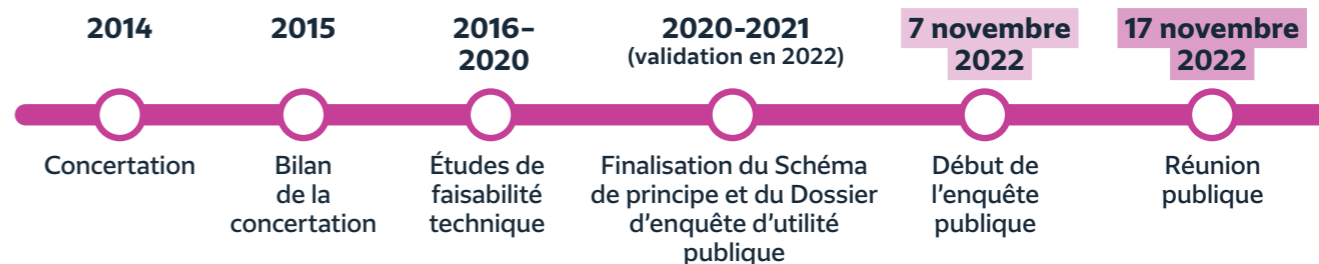 2014
Concertation
2015
Bilan
de la
concertation
2016–
2020
Études de
faisabilité
technique
2020-2021
(validation en 2022)
Finalisation du Schéma
de principe et du Dossier
d'enquête d'utilité
publique
7 novembre
2022
Début de
l'enquête
publique
17 novembre
2022
Réunion
publique